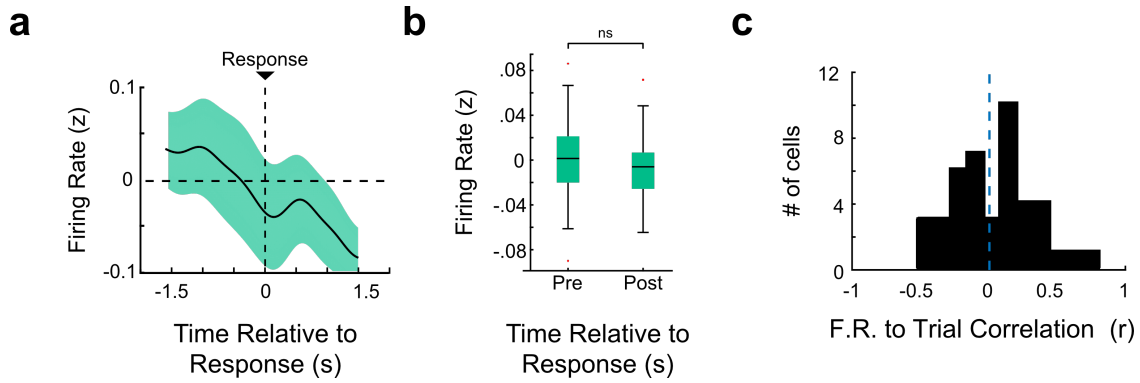 a
Response
Firing Rate (z)
0.1
0
-0.1
-1.5
0
1.5
Time Relative to
Response (s)
b
ns
Firing Rate (z)
.08
.04
0
-.04
-.08
Pre
Post
Time Relative to
Response (s)
c
# of cells
12
8
4
0
-1
-0.5
0
0.5
1
F.R. to Trial Correlation (r)